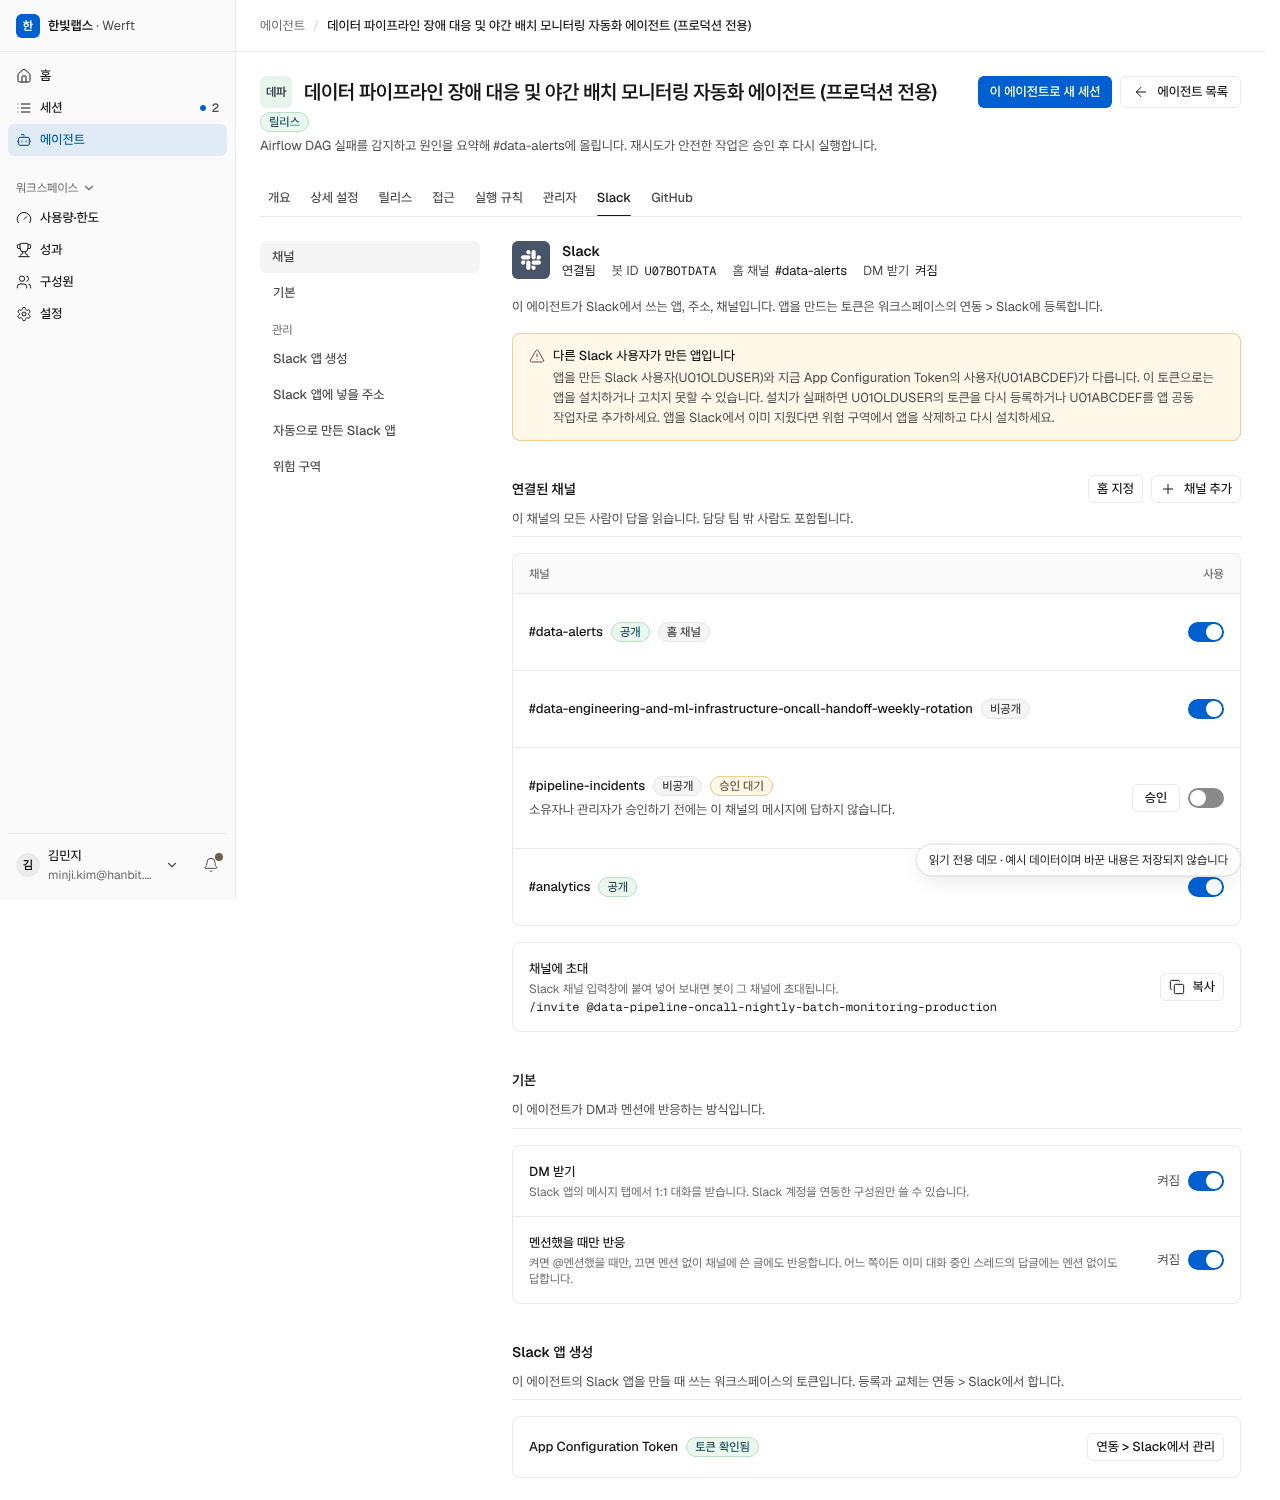 한 한빛랩스 · Werft
홈
세션 2
에이전트
워크스페이스
사용량·한도
성과
구성원
설정
김 김민지
minji.kim@hanbit....
에이전트 / 데이터 파이프라인 장애 대응 및 야간 배치 모니터링 자동화 에이전트 (프로덕션 전용)
데파 데이터 파이프라인 장애 대응 및 야간 배치 모니터링 자동화 에이전트 (프로덕션 전용)
릴리스
이 에이전트로 새 세션
에이전트 목록
Airflow DAG 실패를 감지하고 원인을 요약해 #data-alerts에 올립니다. 재시도가 안전한 작업은 승인 후 다시 실행합니다.
개요 상세 설정 릴리스 접근 실행 규칙 관리자 Slack GitHub
채널
기본
관리
Slack 앱 생성
Slack 앱에 넣을 주소
자동으로 만든 Slack 앱
위험 구역
Slack
연결됨 봇 ID U07BOTDATA 홈 채널 #data-alerts DM 받기 켜짐
이 에이전트가 Slack에서 쓰는 앱, 주소, 채널입니다. 앱을 만드는 토큰은 워크스페이스의 연동 > Slack에 등록합니다.
다른 Slack 사용자가 만든 앱입니다
앱을 만든 Slack 사용자(U01OLDUSER)와 지금 App Configuration Token의 사용자(U01ABCDEF)가 다릅니다. 이 토큰으로는
앱을 설치하거나 고치지 못할 수 있습니다. 설치가 실패하면 U01OLDUSER의 토큰을 다시 등록하거나 U01ABCDEF를 앱 공동
작업자로 추가하세요. 앱을 Slack에서 이미 지웠다면 위험 구역에서 앱을 삭제하고 다시 설치하세요.
연결된 채널
홈 지정
채널 추가
이 채널의 모든 사람이 답을 읽습니다. 담당 팀 밖 사람도 포함됩니다.
채널 사용
#data-alerts 공개 홈 채널
#data-engineering-and-ml-infrastructure-oncall-handoff-weekly-rotation 비공개
#pipeline-incidents 비공개 승인 대기
소유자나 관리자가 승인하기 전에는 이 채널의 메시지에 답하지 않습니다.
승인
읽기 전용 데모 · 예시 데이터이며 바꾼 내용은 저장되지 않습니다
#analytics 공개
채널에 초대
Slack 채널 입력창에 붙여 넣어 보내면 봇이 그 채널에 초대됩니다.
/invite @data-pipeline-oncall-nightly-batch-monitoring-production
복사
기본
이 에이전트가 DM과 멘션에 반응하는 방식입니다.
DM 받기
Slack 앱의 메시지 탭에서 1:1 대화를 받습니다. Slack 계정을 연동한 구성원만 쓸 수 있습니다.
켜짐
멘션했을 때만 반응
켜면 @멘션했을 때만, 끄면 멘션 없이 채널에 쓴 글에도 반응합니다. 어느 쪽이든 이미 대화 중인 스레드의 답글에는 멘션 없이도
답합니다.
켜짐
Slack 앱 생성
이 에이전트의 Slack 앱을 만들 때 쓰는 워크스페이스의 토큰입니다. 등록과 교체는 연동 > Slack에서 합니다.
App Configuration Token 토큰 확인됨
연동 > Slack에서 관리